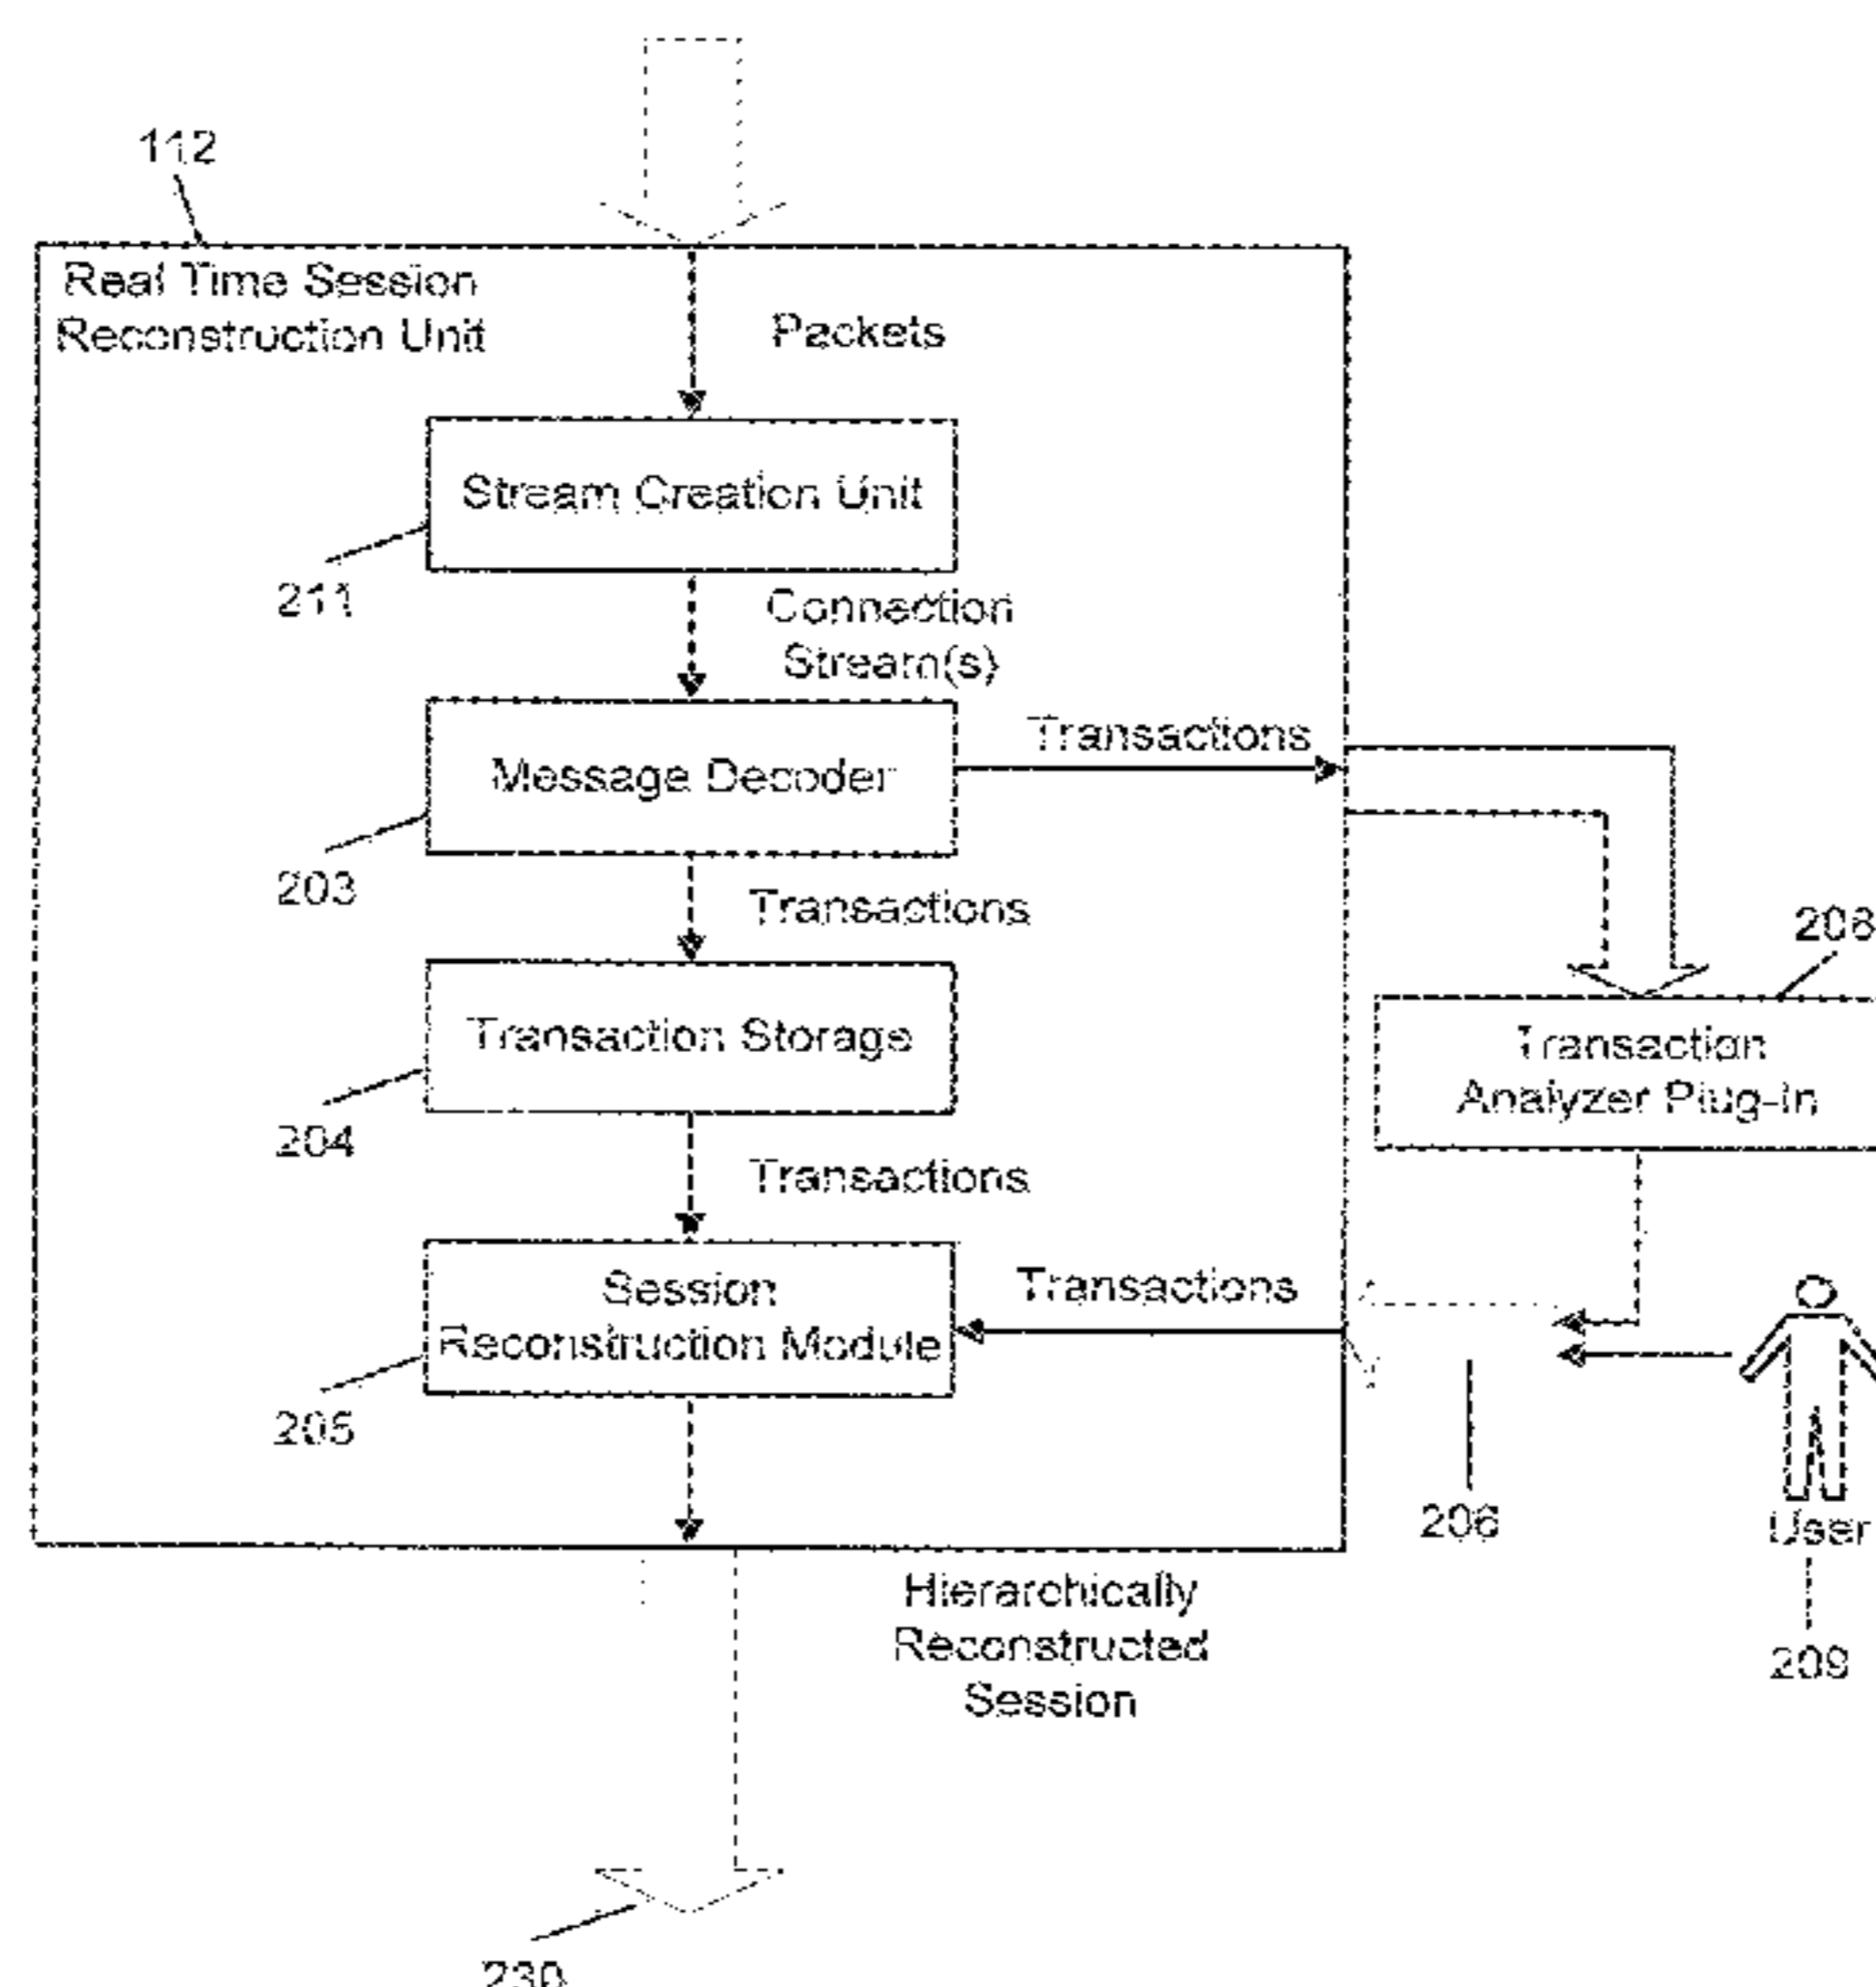 112
Real Time Session
Reconstruction Unit
Packets
Stream Creation Unit
211
Connection
Stream(s)
Message Decoder
Transactions
203
Transactions
208
Transaction Storage
Transaction
Analyzer Plug-In
204
Transactions
Session
Reconstruction Module
Transactions
205
206
User
Hierarchically
Reconstructed
Session
209
230